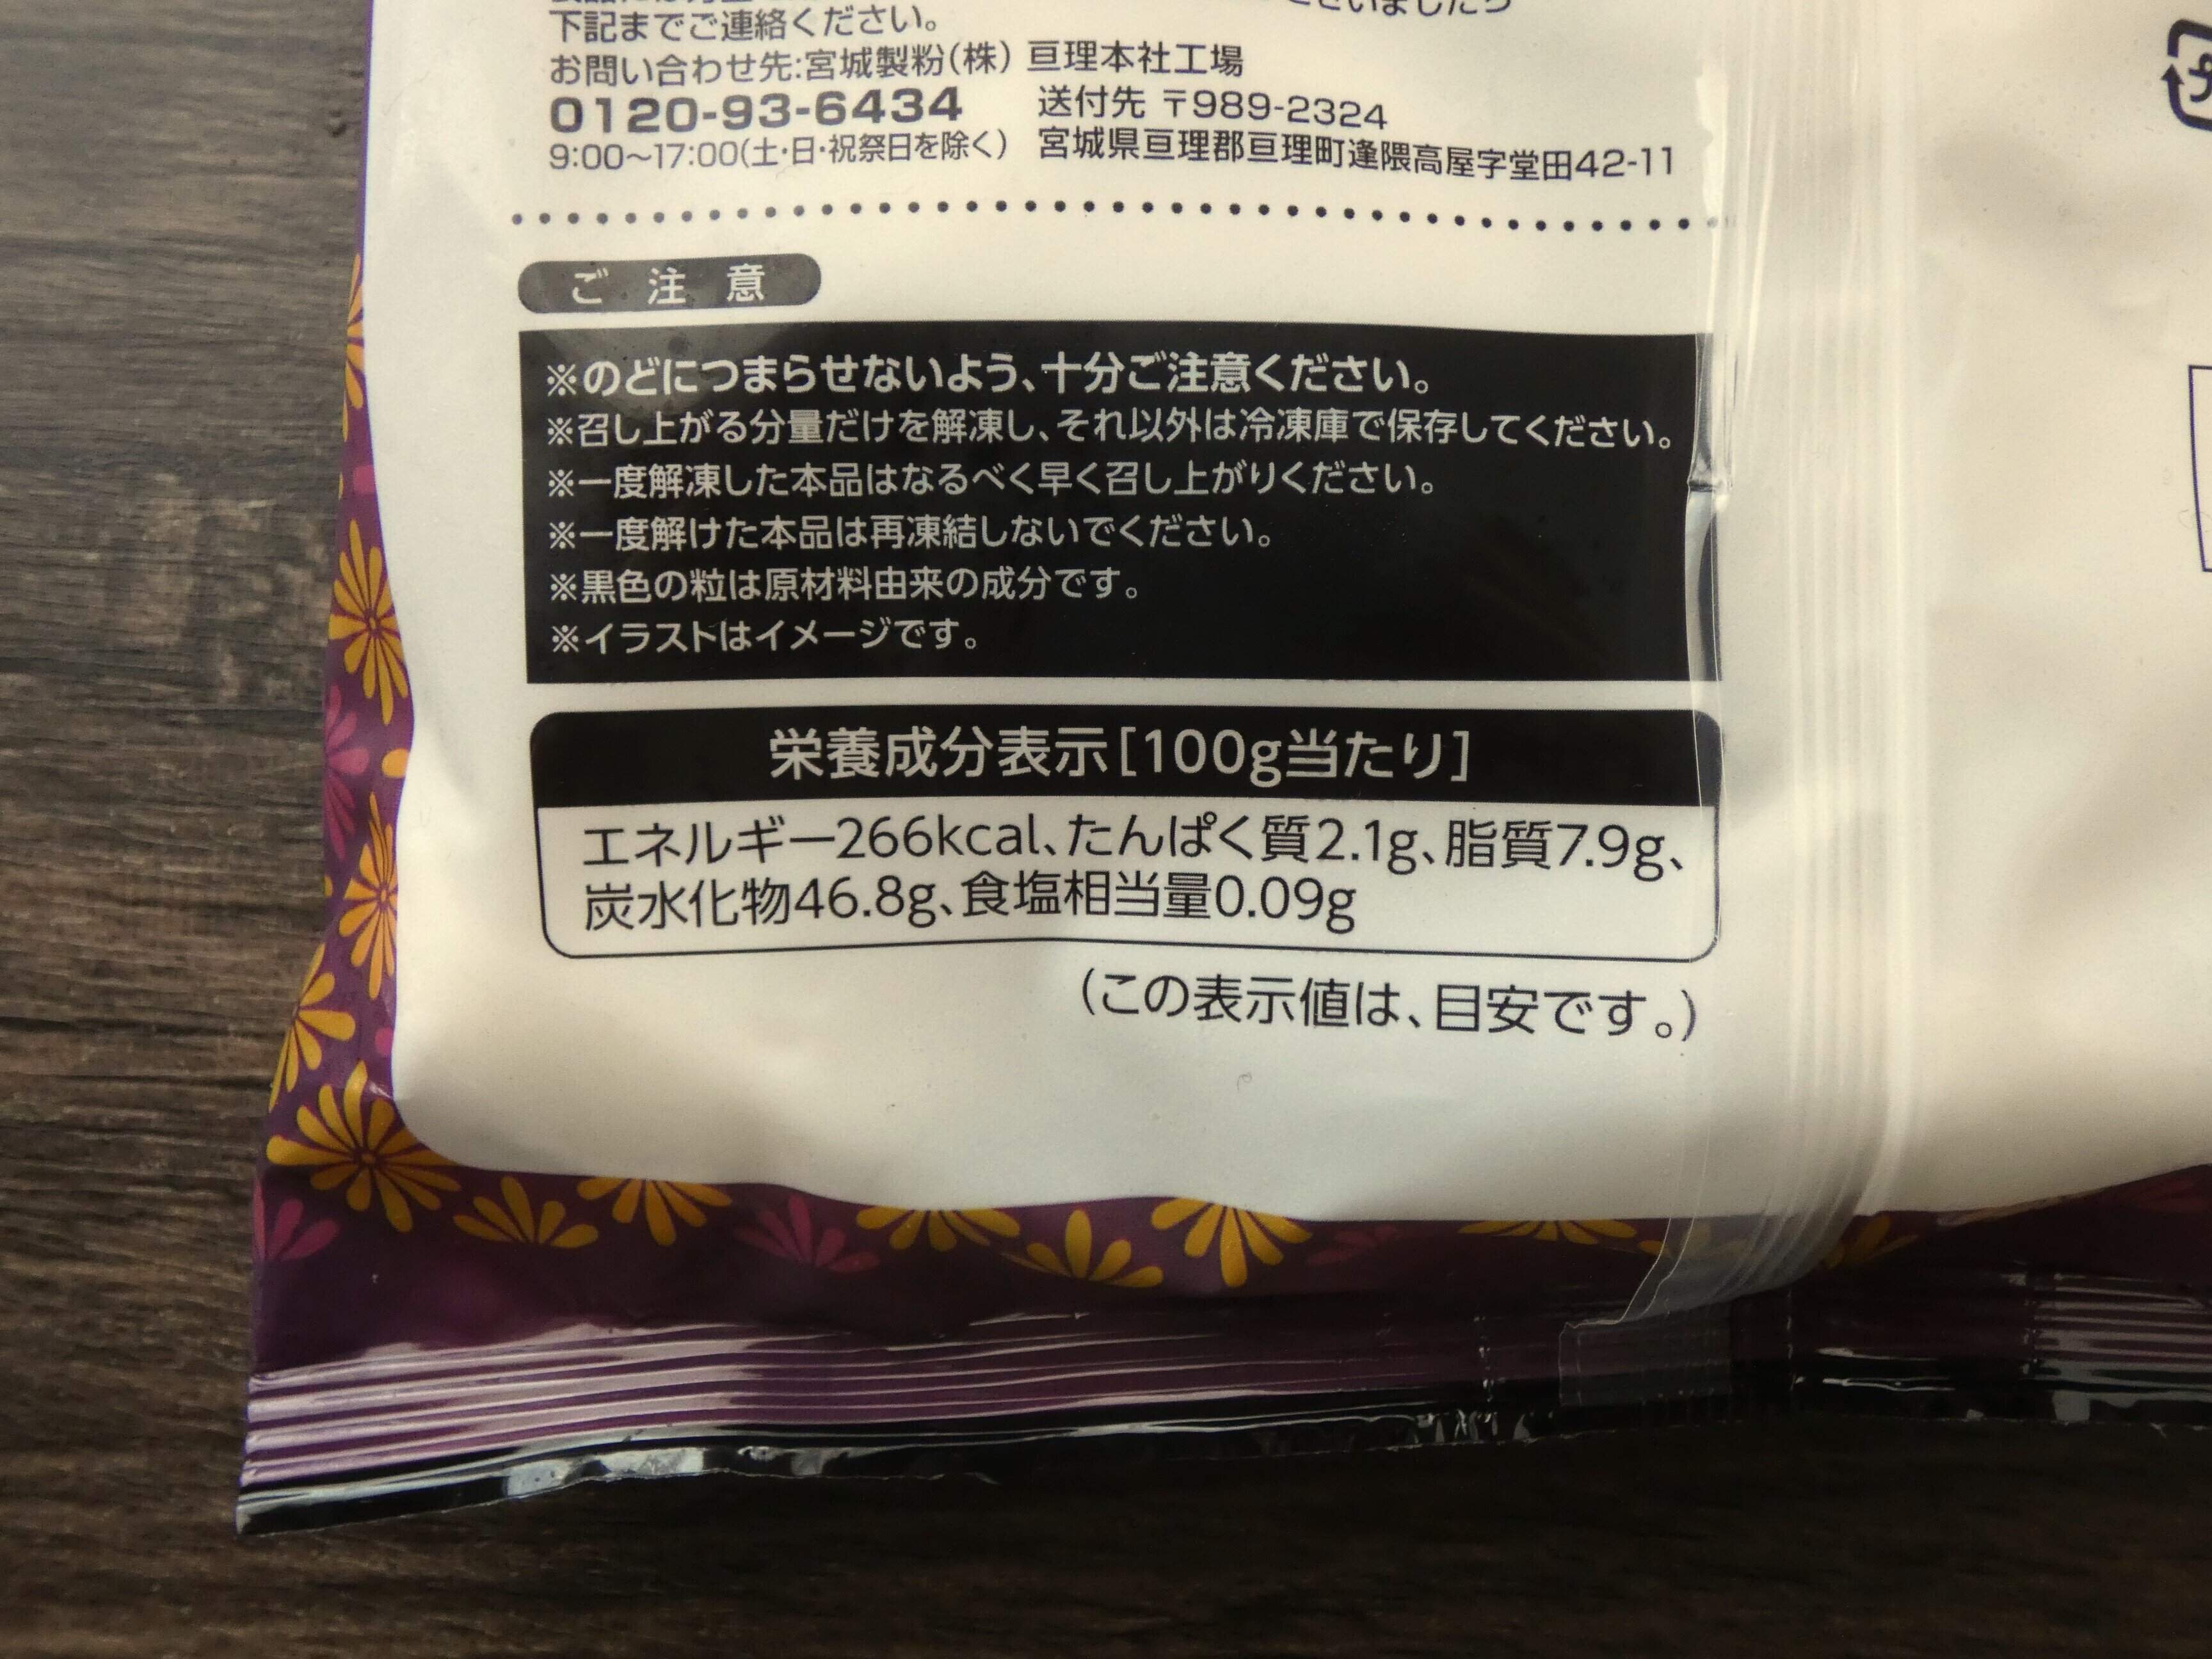 下記までご連絡ください。
お問い合わせ先:宮城製粉(株) 亘理本社工場
0120-93-6434 送付先 〒989-2324
9:00～17:00(土・日・祝祭日を除く) 宮城県亘理郡亘理町逢隈高屋字堂田42-11
ご注意
※のどにつまらせないよう、十分ご注意ください。
※召し上がる分量だけを解凍し、それ以外は冷凍庫で保存してください。
※一度解凍した本品はなるべく早く召し上がりください。
※一度解けた本品は再凍結しないでください。
※黒色の粒は原材料由来の成分です。
※イラストはイメージです。
栄養成分表示[100g当たり]
エネルギー266kcal、たんぱく質2.1g、脂質7.9g、
炭水化物46.8g、食塩相当量0.09g
(この表示値は、目安です。)